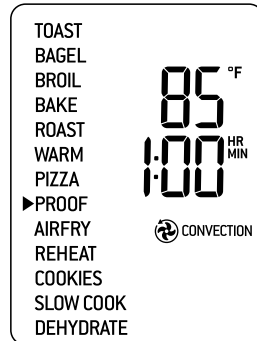 TOAST
BAGEL
BROIL
BAKE
ROAST
WARM
PIZZA
▶PROOF
AIRFRY
REHEAT
COOKIES
SLOW COOK
DEHYDRATE
85 °F
1:00 HR MIN
CONVECTION